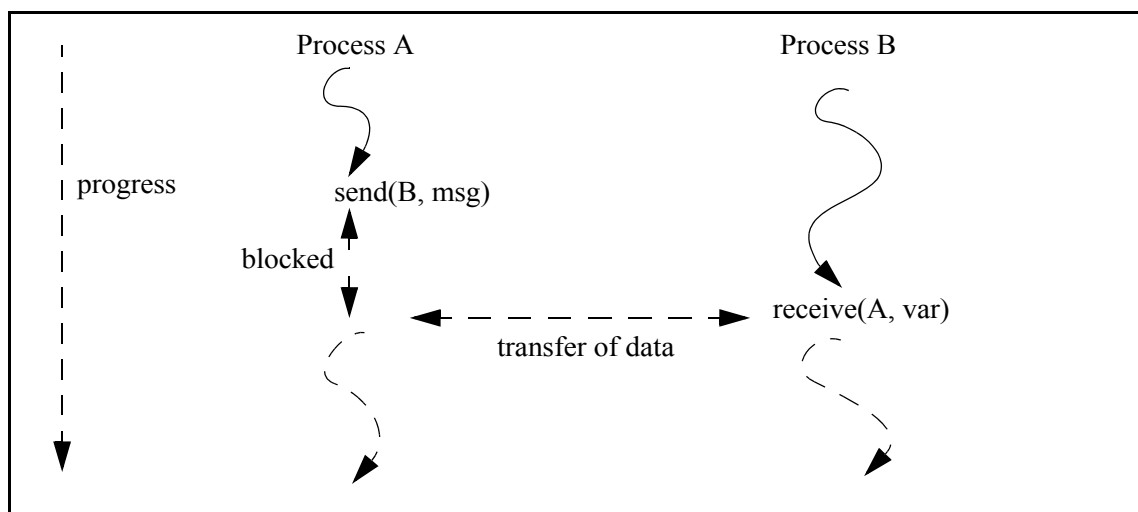 Process A
Process B
progress
send(B, msg)
blocked
receive(A, var)
transfer of data